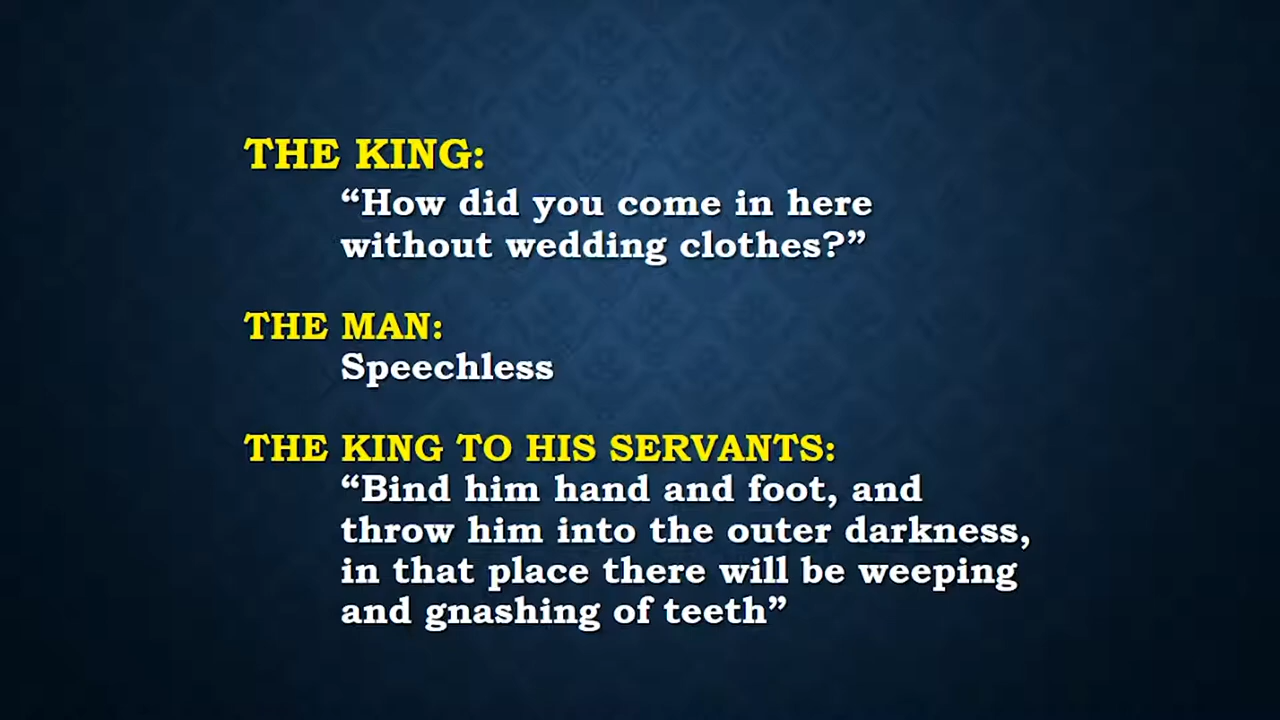 THE KING:
“How did you come in here
without wedding clothes?”
THE MAN:
Speechless
THE KING TO HIS SERVANTS:
“Bind him hand and foot, and
throw him into the outer darkness,
in that place there will be weeping
and gnashing of teeth”